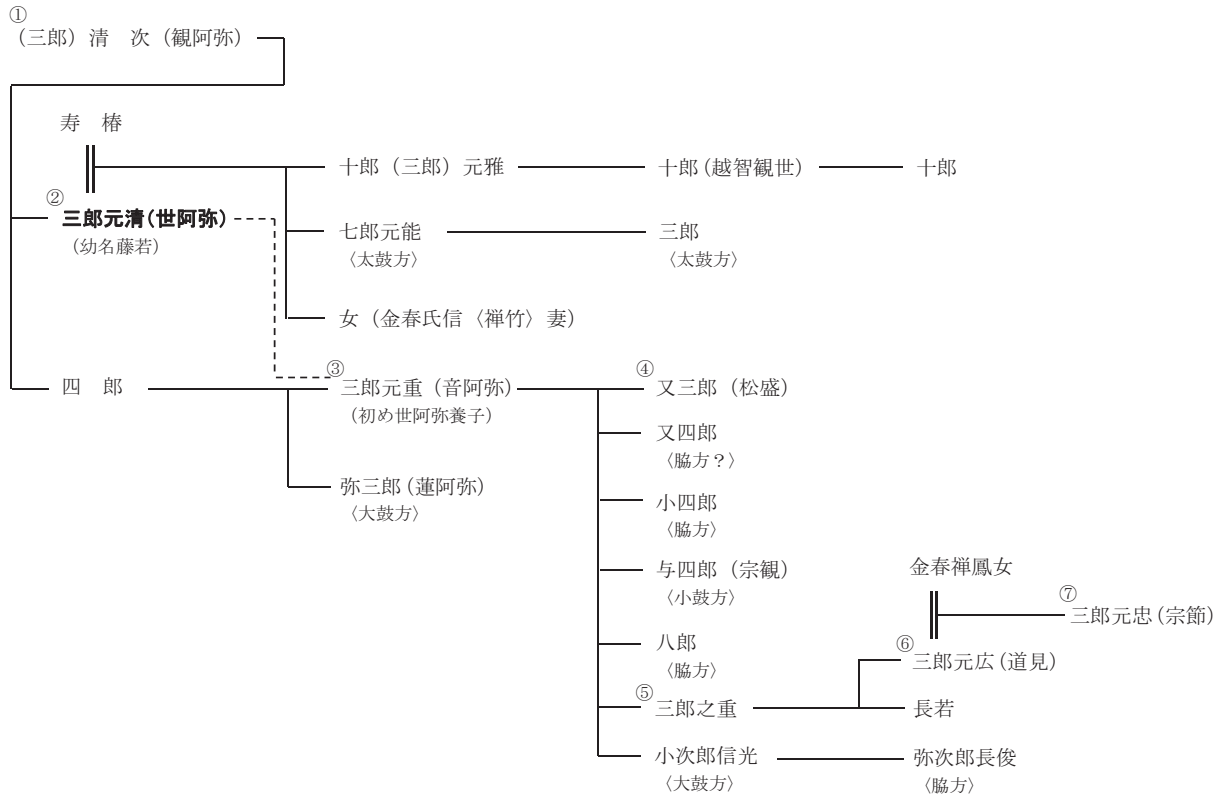 ①
（三郎）清　次（観阿弥）
寿　椿
十郎（三郎）元雅
十郎（越智観世）
十郎
②
三郎元清（世阿弥）
（幼名藤若）
七郎元能
〈太鼓方〉
三郎
〈太鼓方〉
女（金春氏信〈禅竹〉妻）
四　郎
③
三郎元重（音阿弥）
（初め世阿弥養子）
④
又三郎（松盛）
又四郎
〈脇方？〉
弥三郎（蓮阿弥）
〈大鼓方〉
小四郎
〈脇方〉
与四郎（宗観）
〈小鼓方〉
金春禅鳳女
⑦
三郎元忠（宗節）
八郎
〈脇方〉
⑥
三郎元広（道見）
⑤
三郎之重
長若
小次郎信光
〈大鼓方〉
弥次郎長俊
〈脇方〉